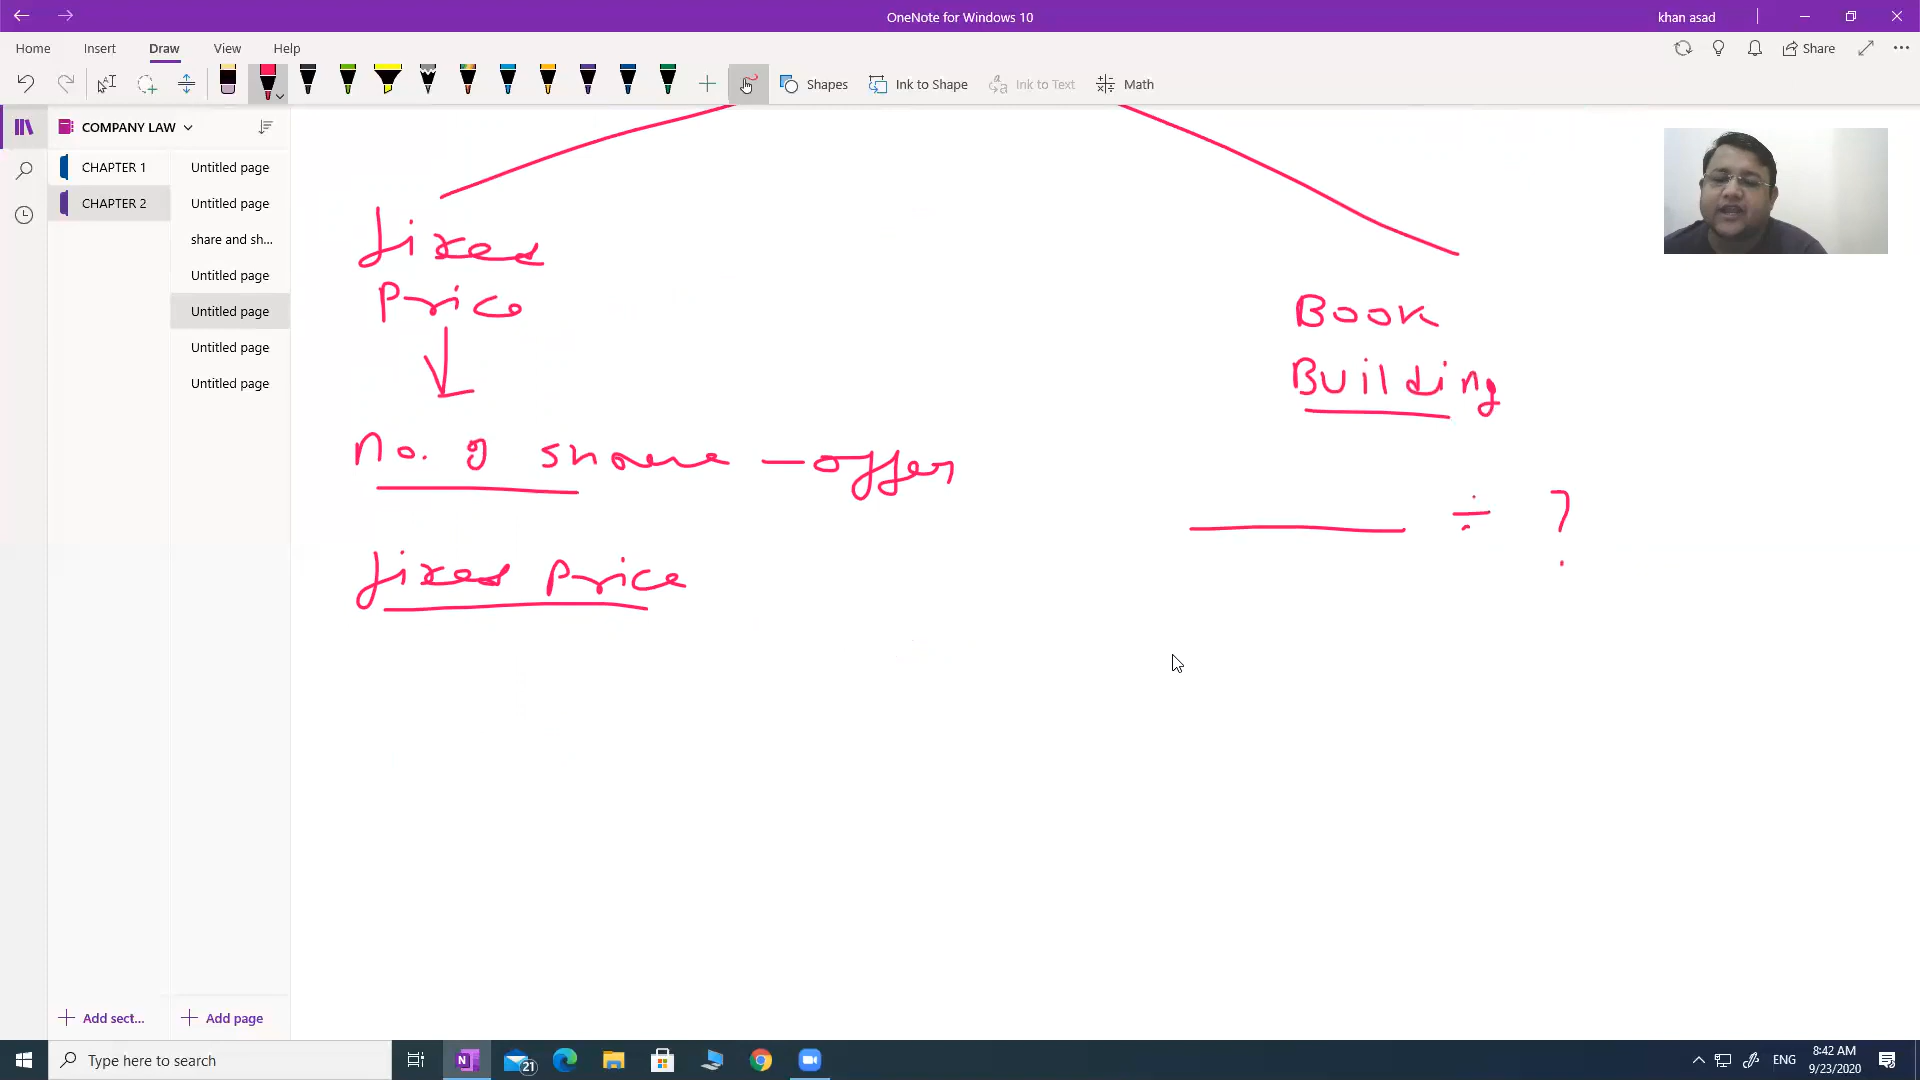 OneNote for Windows 10
khan asad
Home Insert Draw View Help
Share
Shapes Ink to Shape Ink to Text Math
COMPANY LAW
CHAPTER 1
CHAPTER 2
Untitled page
Untitled page
share and sh...
Untitled page
Untitled page
Untitled page
Untitled page
fixed
Price
No. of share - offer
fixed Price
Book
Building
÷ ?
Add sect...
Add page
Type here to search
N
21
ENG
8:42 AM
9/23/2020